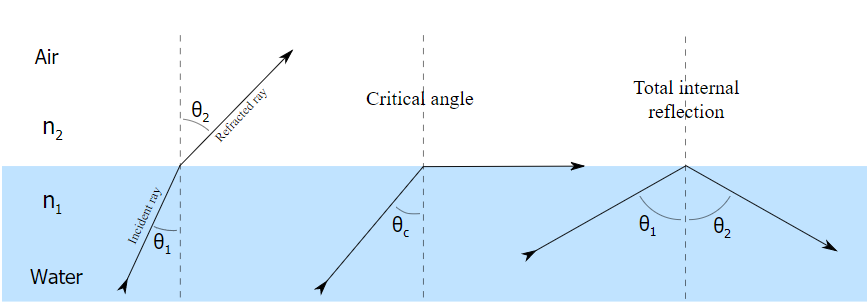 Air
n₂
n₁
Water
Incident ray
θ₁
θ₂
Refracted ray
Critical angle
θc
Total internal
reflection
θ₁
θ₂